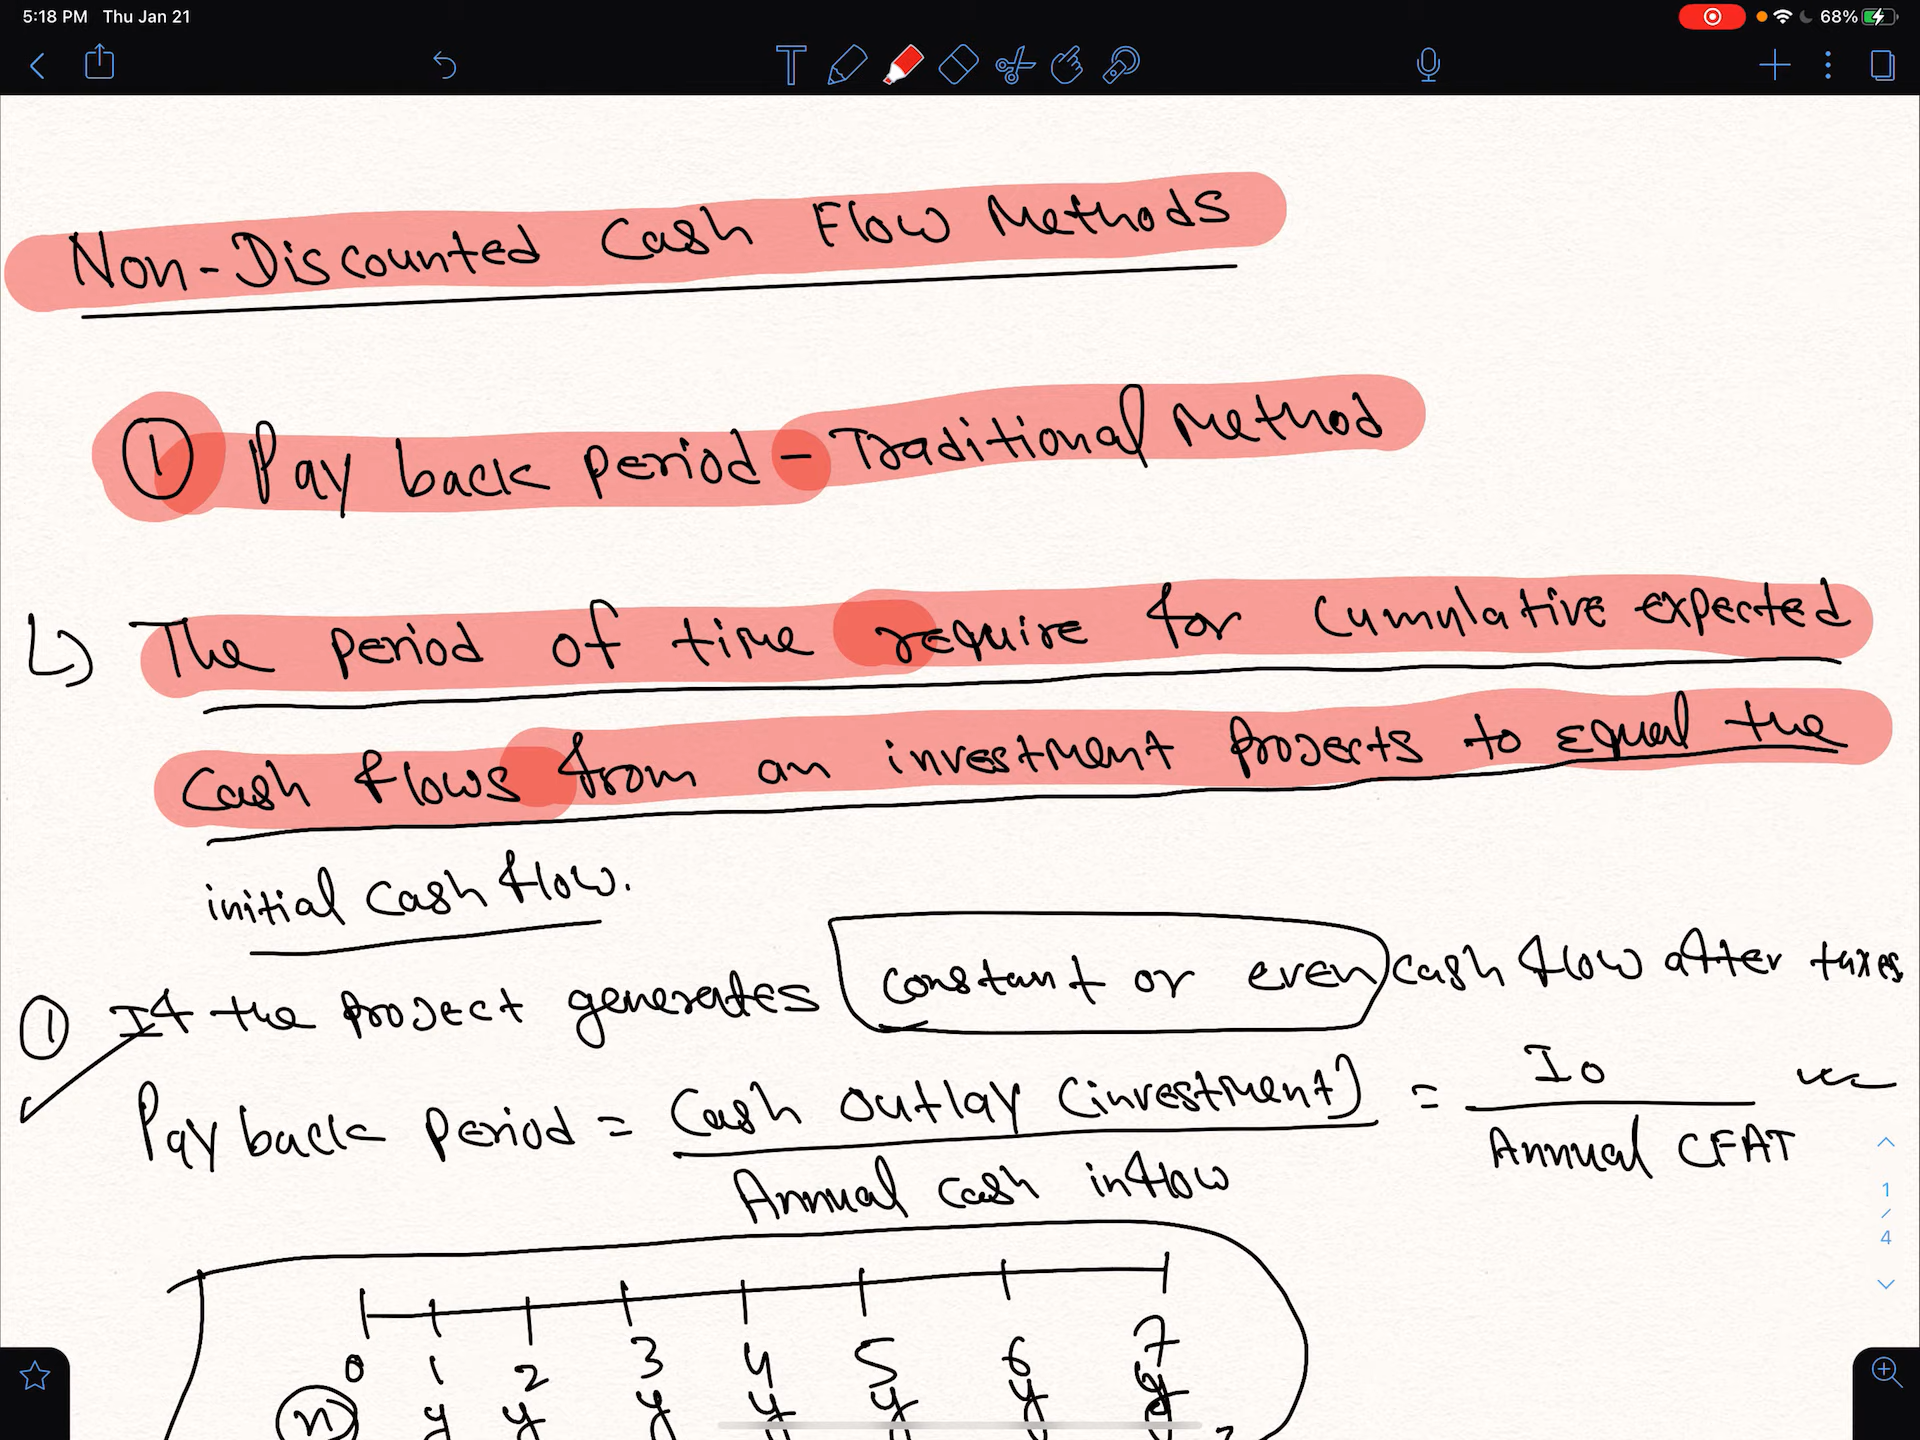 5:18 PM Thu Jan 21
68%
Non-Discounted Cash Flow Methods
① Pay back period - Traditional Method
↳ The period of time require for cumulative expected
cash flows from an investment projects to equal the
initial cash flow.
① If the project generates constant or even cash flow after taxes
Pay back period = Cash outlay (investment) = Io
Annual cash inflow Annual CFAT
1
/
4
0 1 2 3 4 5 6 7
n y y y y y y y